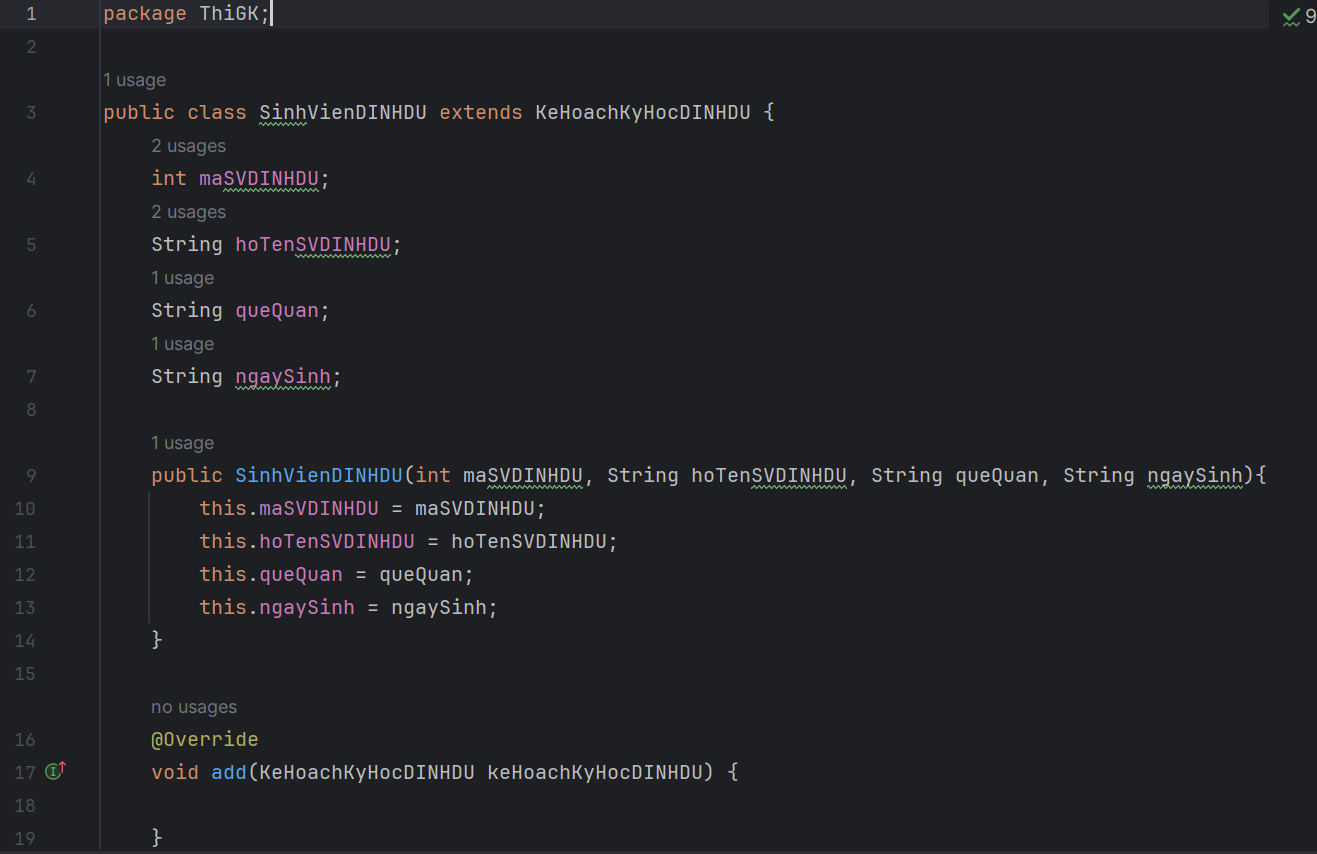 1 package ThiGK; 9
2
1 usage
3 public class SinhVienDINHDU extends KeHoachKyHocDINHDU {
2 usages
4 int maSVDINHDU;
2 usages
5 String hoTenSVDINHDU;
1 usage
6 String queQuan;
1 usage
7 String ngaySinh;
8
1 usage
9 public SinhVienDINHDU(int maSVDINHDU, String hoTenSVDINHDU, String queQuan, String ngaySinh){
10 this.maSVDINHDU = maSVDINHDU;
11 this.hoTenSVDINHDU = hoTenSVDINHDU;
12 this.queQuan = queQuan;
13 this.ngaySinh = ngaySinh;
14 }
15
no usages
16 @Override
17 void add(KeHoachKyHocDINHDU keHoachKyHocDINHDU) {
18
19 }